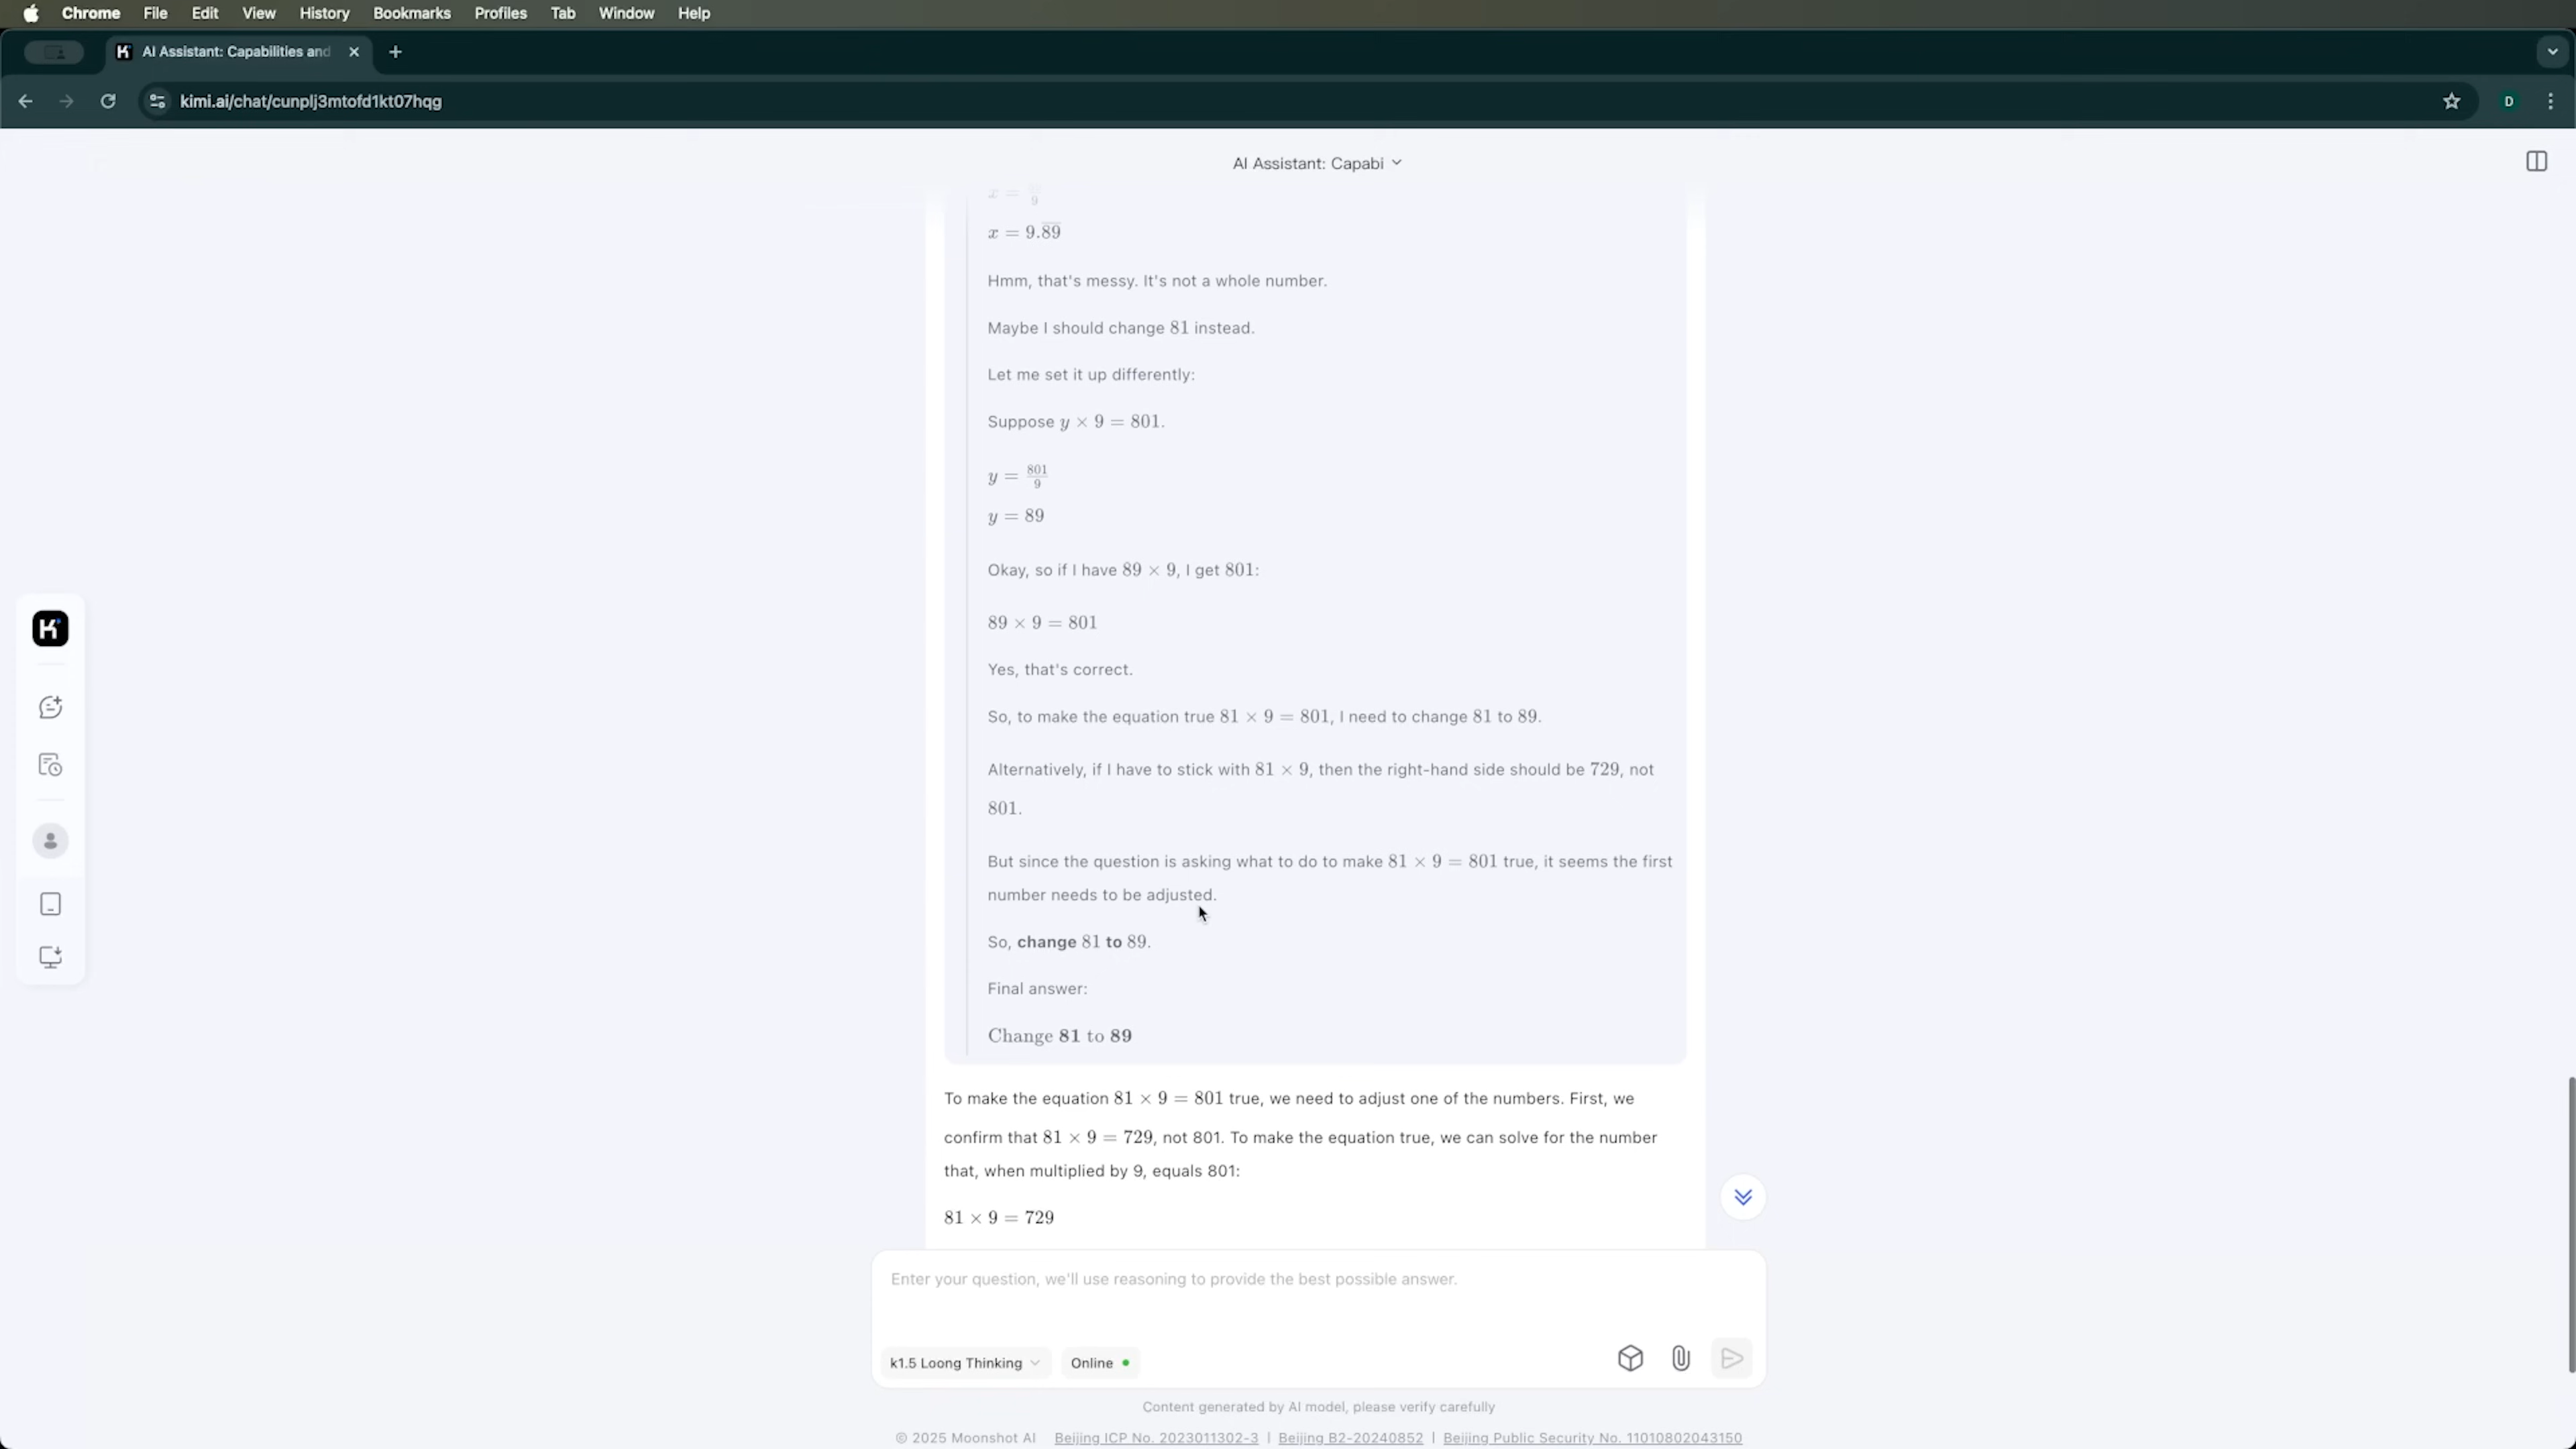 Chrome File Edit View History Bookmarks Profiles Tab Window Help
AI Assistant: Capabilities and
kimi.ai/chat/cunplj3mtofd1kt07hqg
D
AI Assistant: Capabi
x = 9.8̅9̅
Hmm, that's messy. It's not a whole number.
Maybe I should change 81 instead.
Let me set it up differently:
Suppose y × 9 = 801.
y = 801/9
y = 89
Okay, so if I have 89 × 9, I get 801:
89 × 9 = 801
Yes, that's correct.
So, to make the equation true 81 × 9 = 801, I need to change 81 to 89.
Alternatively, if I have to stick with 81 × 9, then the right-hand side should be 729, not
801.
But since the question is asking what to do to make 81 × 9 = 801 true, it seems the first
number needs to be adjusted.
So, change 81 to 89.
Final answer:
Change 81 to 89
To make the equation 81 × 9 = 801 true, we need to adjust one of the numbers. First, we
confirm that 81 × 9 = 729, not 801. To make the equation true, we can solve for the number
that, when multiplied by 9, equals 801:
81 × 9 = 729
Enter your question, we'll use reasoning to provide the best possible answer.
k1.5 Loong Thinking Online
Content generated by AI model, please verify carefully
© 2025 Moonshot AI Beijing ICP No. 2023011302-3 | Beijing B2-20240852 | Beijing Public Security No. 11010802043150